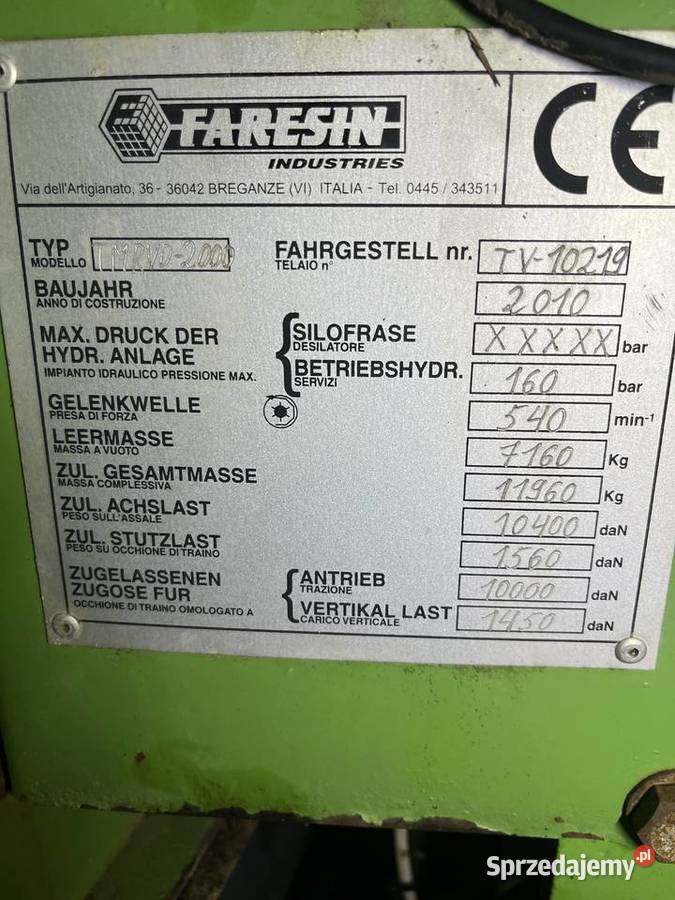 FARESIN
INDUSTRIES
CE
Via dell'Artigianato, 36 - 36042 BREGANZE (VI) ITALIA - Tel. 0445 / 343511
TYP TMRVD-2000 FAHRGESTELL nr. TV-10219
MODELLO TELAIO n°
BAUJAHR 2010
ANNO DI COSTRUZIONE
MAX. DRUCK DER SILOFRASE XXXXX bar
HYDR. ANLAGE DESILATORE
IMPIANTO IDRAULICO PRESSIONE MAX. BETRIEBSHYDR. 160 bar
SERVIZI
GELENKWELLE 540 min-1
PRESA DI FORZA
LEERMASSE 7160 Kg
MASSA A VUOTO
ZUL. GESAMTMASSE 11960 Kg
MASSA COMPLESSIVA
ZUL. ACHSLAST 10400 daN
PESO SULL'ASSALE
ZUL. STUTZLAST 1560 daN
PESO SU OCCHIONE DI TRAINO
ZUGELASSENEN ANTRIEB 10000 daN
ZUGOSE FUR TRAZIONE
OCCHIONE DI TRAINO OMOLOGATO A VERTIKAL LAST 1450 daN
CARICO VERTICALE
Sprzedajemy.pl